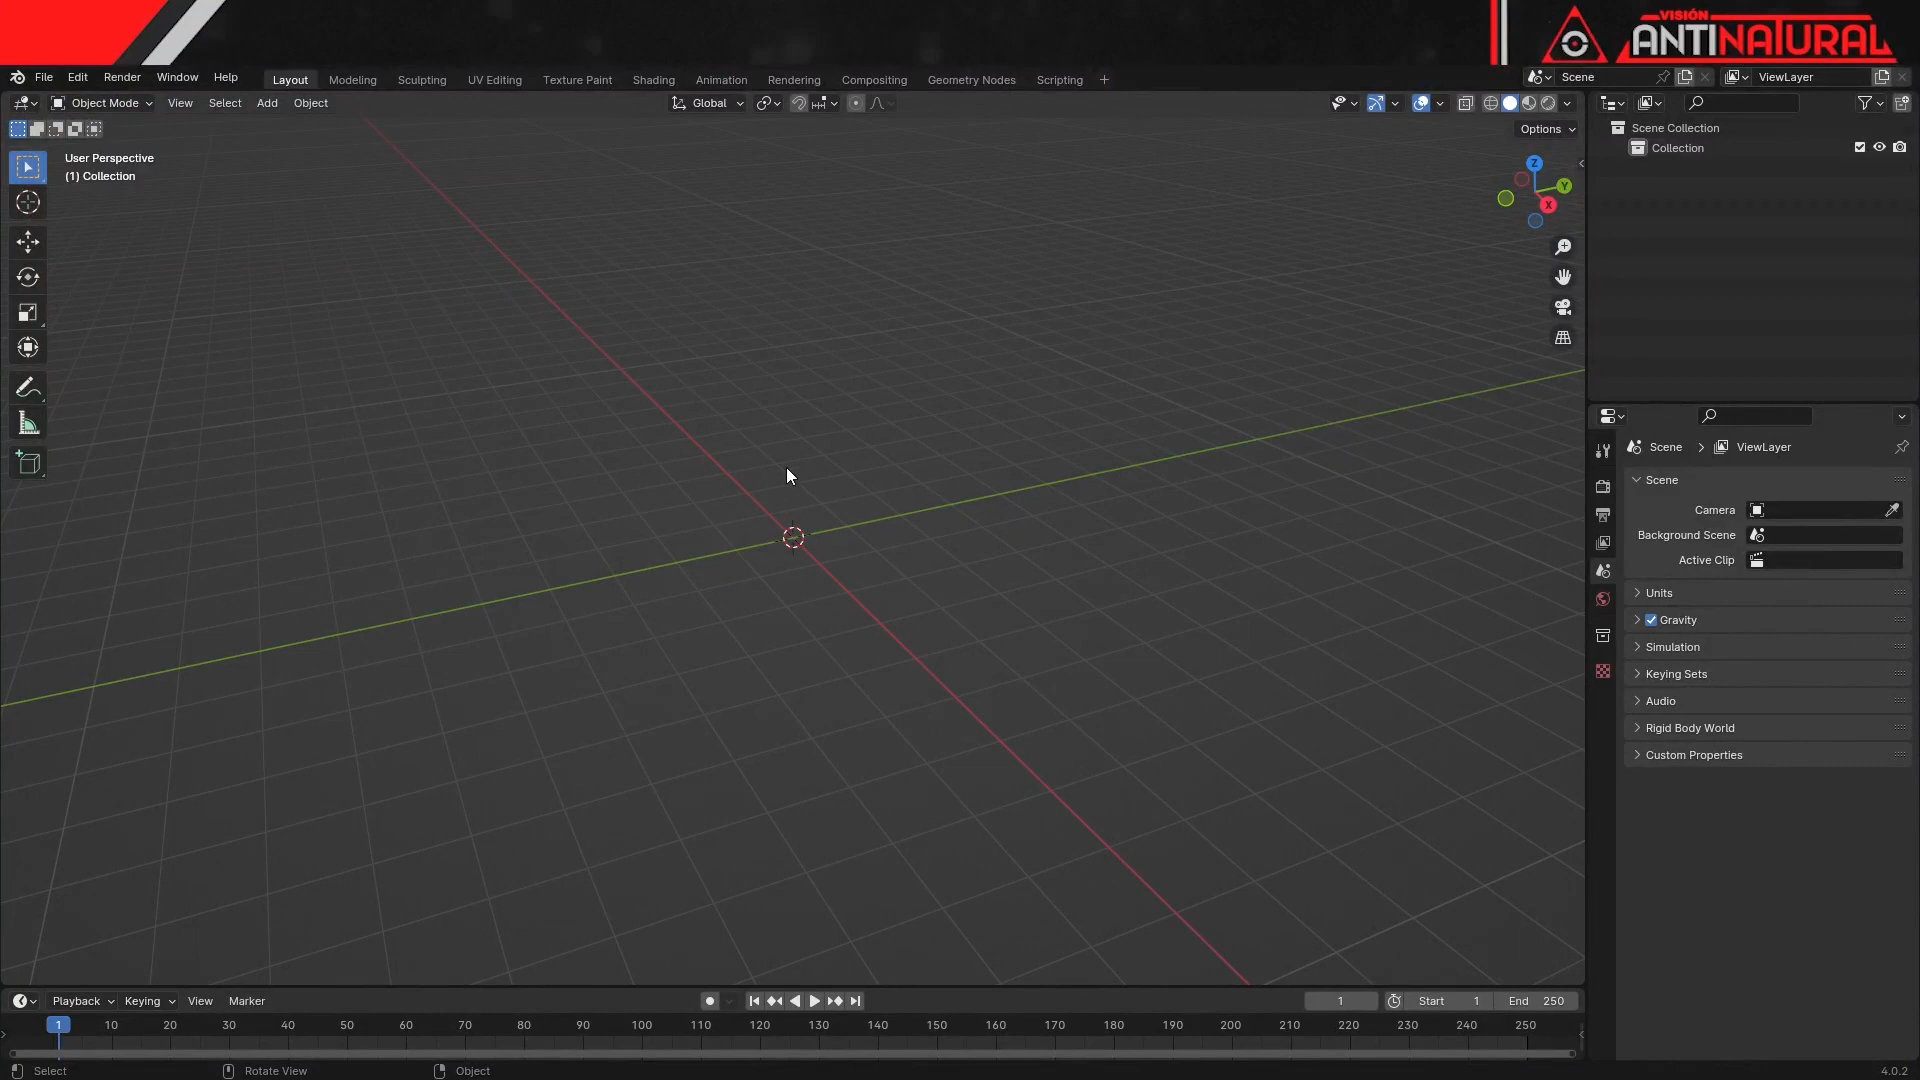 VISIÓN
ANTINATURAL
File Edit Render Window Help
Layout Modeling Sculpting UV Editing Texture Paint Shading Animation Rendering Compositing Geometry Nodes Scripting +
Scene ViewLayer
Object Mode View Select Add Object
Global
Options
User Perspective
(1) Collection
Z
Y
X
Scene Collection
Collection
Scene > ViewLayer
Scene
Camera
Background Scene
Active Clip
Units
Gravity
Simulation
Keying Sets
Audio
Rigid Body World
Custom Properties
Playback Keying View Marker
1 Start 1 End 250
1 10 20 30 40 50 60 70 80 90 100 110 120 130 140 150 160 170 180 190 200 210 220 230 240 250
Select Rotate View Object 4.0.2